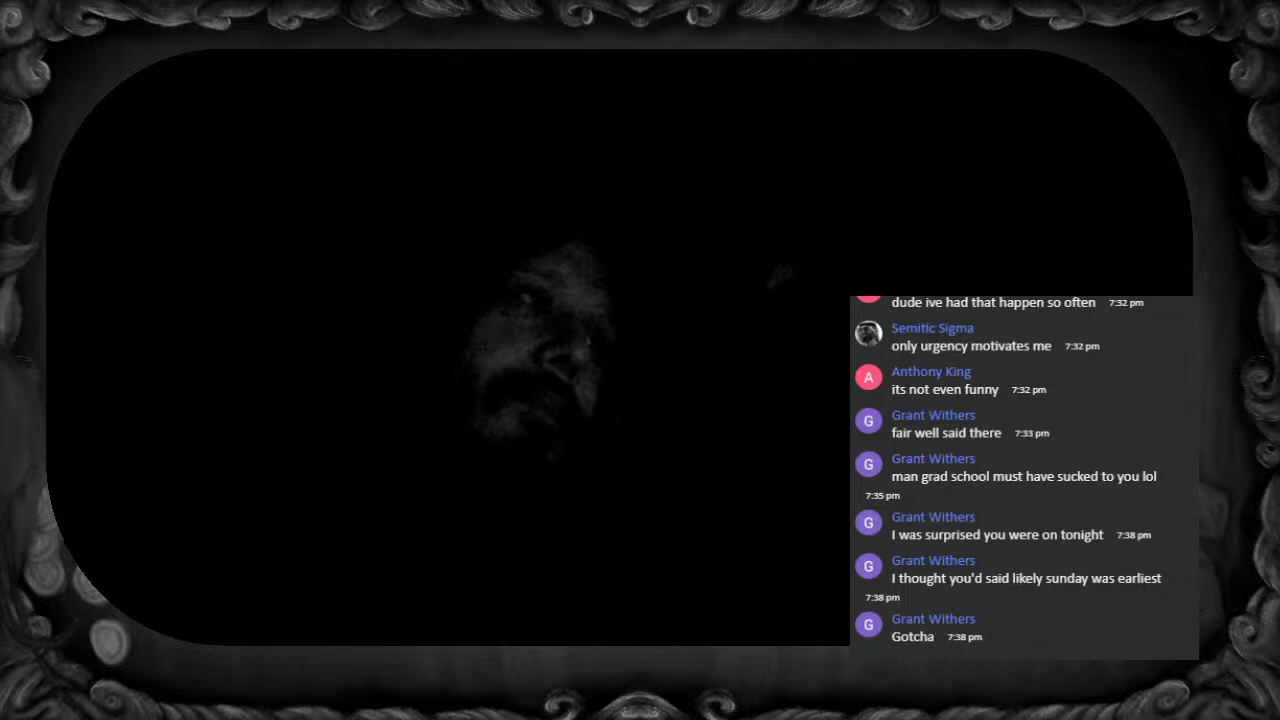 dude ive had that happen so often 7:32 pm
Semitic Sigma
only urgency motivates me 7:32 pm
A
Anthony King
its not even funny 7:32 pm
G
Grant Withers
fair well said there 7:33 pm
G
Grant Withers
man grad school must have sucked to you lol
7:35 pm
G
Grant Withers
I was surprised you were on tonight 7:38 pm
G
Grant Withers
I thought you'd said likely sunday was earliest
7:38 pm
G
Grant Withers
Gotcha 7:38 pm